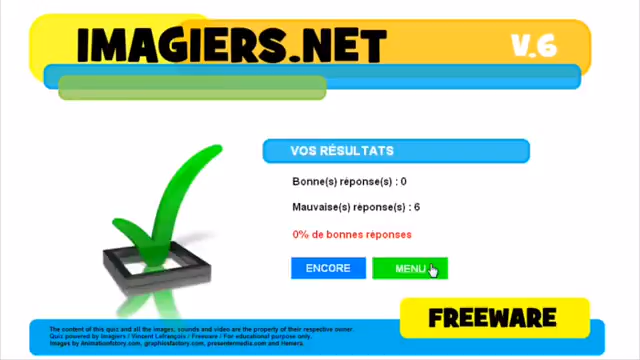 IMAGIERS.NET
V.6
VOS RÉSULTATS
Bonne(s) réponse(s) : 0
Mauvaise(s) réponse(s) : 6
0% de bonnes réponses
ENCORE
MENU
FREEWARE
The content of this quiz and all the images, sounds and video are the property of their respective owner.
Quiz powered by Imagiers / Vincent Lefrançois / Freeware / For educational purpose only.
Images by Animationfactory.com, graphicsfactory.com, presentermedia.com and Hemera.